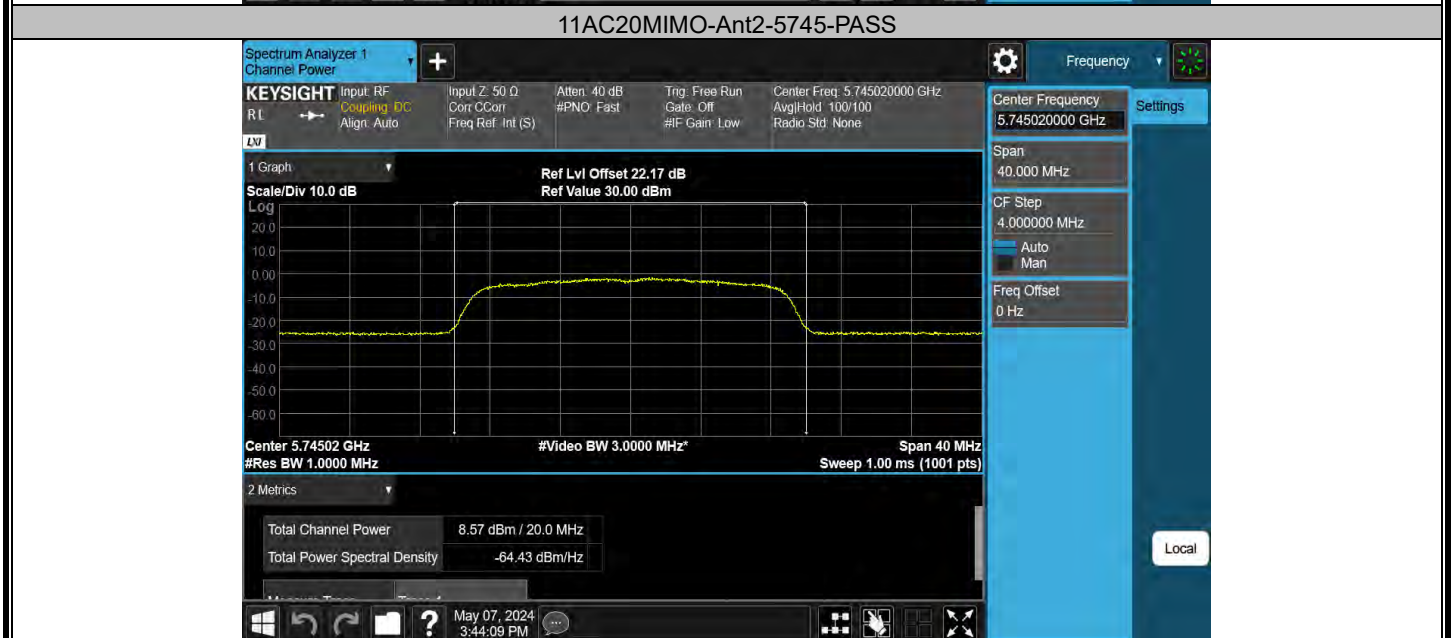 11AC20MIMO-Ant2-5745-PASS
Spectrum Analyzer 1
Channel Power
Frequency
KEYSIGHT Input: RF
R L
Coupling: DC
Align: Auto
LXI
Input Z: 50 Ω
Corr CCorr
Freq Ref: Int (S)
Atten: 40 dB
#PNO: Fast
Trig: Free Run
Gate: Off
#IF Gain: Low
Center Freq: 5.745020000 GHz
Avg|Hold: 100/100
Radio Std: None
Center Frequency
5.745020000 GHz
Settings
Span
40.000 MHz
CF Step
4.000000 MHz
Auto
Man
Freq Offset
0 Hz
1 Graph
Scale/Div 10.0 dB
Ref Lvl Offset 22.17 dB
Ref Value 30.00 dBm
Log
20.0
10.0
0.00
-10.0
-20.0
-30.0
-40.0
-50.0
-60.0
Center 5.74502 GHz
#Video BW 3.0000 MHz*
Span 40 MHz
#Res BW 1.0000 MHz
Sweep 1.00 ms (1001 pts)
2 Metrics
Total Channel Power 8.57 dBm / 20.0 MHz
Total Power Spectral Density -64.43 dBm/Hz
Local
May 07, 2024
3:44:09 PM